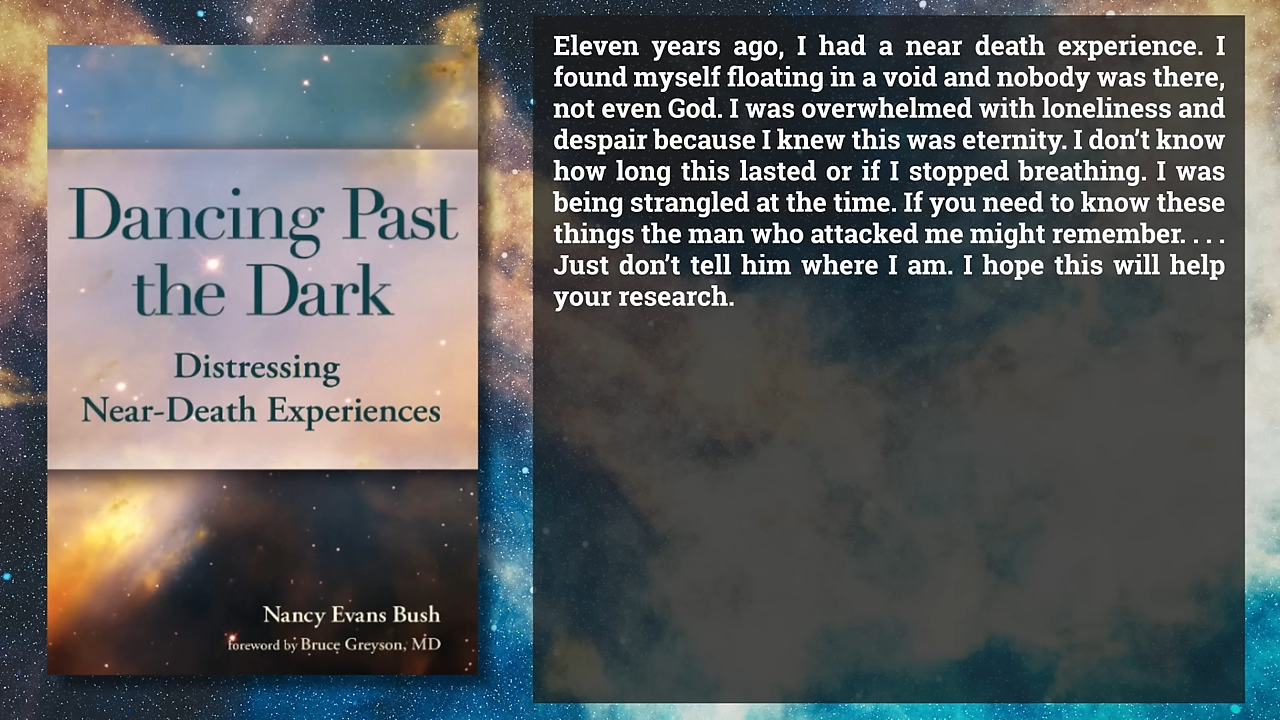 Dancing Past
the Dark
Distressing
Near-Death Experiences
Nancy Evans Bush
foreword by Bruce Greyson, MD
Eleven years ago, I had a near death experience. I
found myself floating in a void and nobody was there,
not even God. I was overwhelmed with loneliness and
despair because I knew this was eternity. I don’t know
how long this lasted or if I stopped breathing. I was
being strangled at the time. If you need to know these
things the man who attacked me might remember. . . .
Just don’t tell him where I am. I hope this will help
your research.